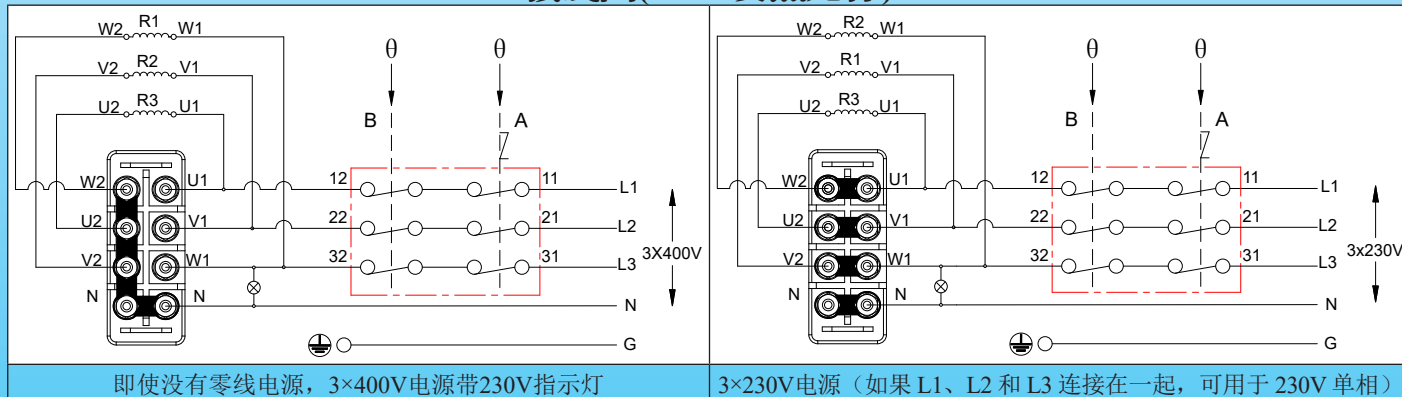 R1
W2 W1
R2
V2 V1
R3
U2 U1
θ θ
B A
W2 U1 12 11 L1
U2 V1 22 21 L2
3X400V
V2 W1 32 31 L3
N N N
G
即使没有零线电源，3×400V电源带230V指示灯
R2
W2 W1
R1
V2 V1
R3
U2 U1
θ θ
B A
W2 U1 12 11 L1
U2 V1 22 21 L2
3x230V
V2 W1 32 31 L3
N N N
G
3×230V电源（如果 L1、L2 和 L3 连接在一起，可用于 230V 单相）